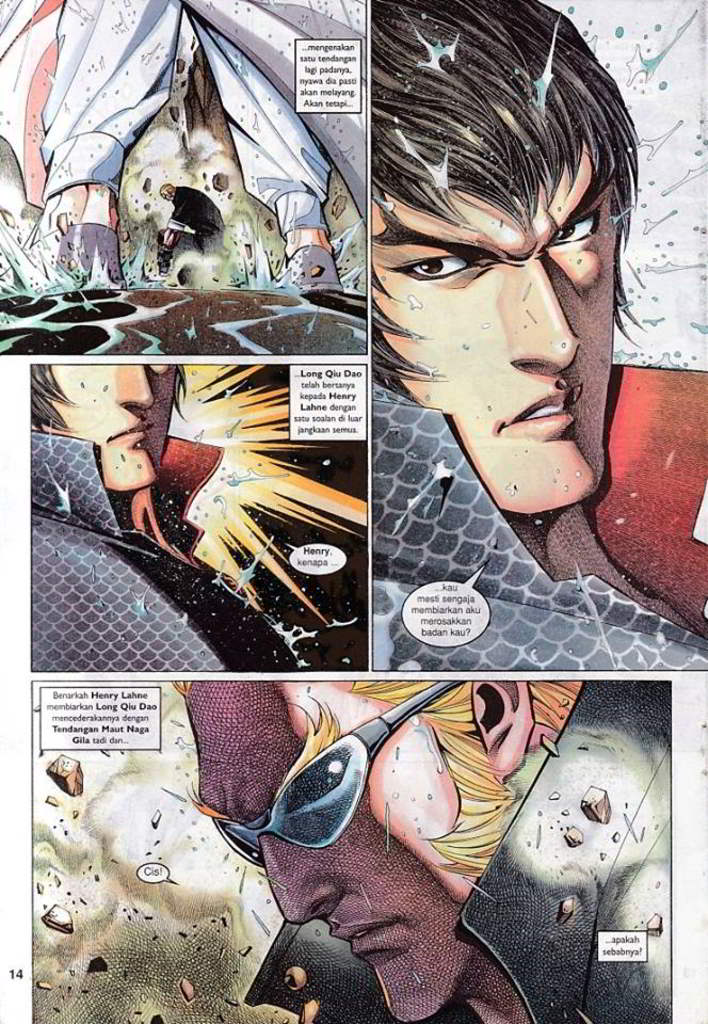 ...mengenakan
satu tendangan
lagi padanya,
nyawa dia pasti
akan melayang.
Akan tetapi...
...Long Qiu Dao
telah bertanya
kepada Henry
Lahne dengan
satu soalan di luar
jangkaan semua.
Henry,
kenapa ...
...kau
mesti sengaja
membiarkan aku
merosakkan
badan kau?
Benarkah Henry Lahne
membiarkan Long Qiu Dao
mencederakannya dengan
Tendangan Maut Naga
Gila tadi dan...
Cis!
...apakah
sebabnya?
14